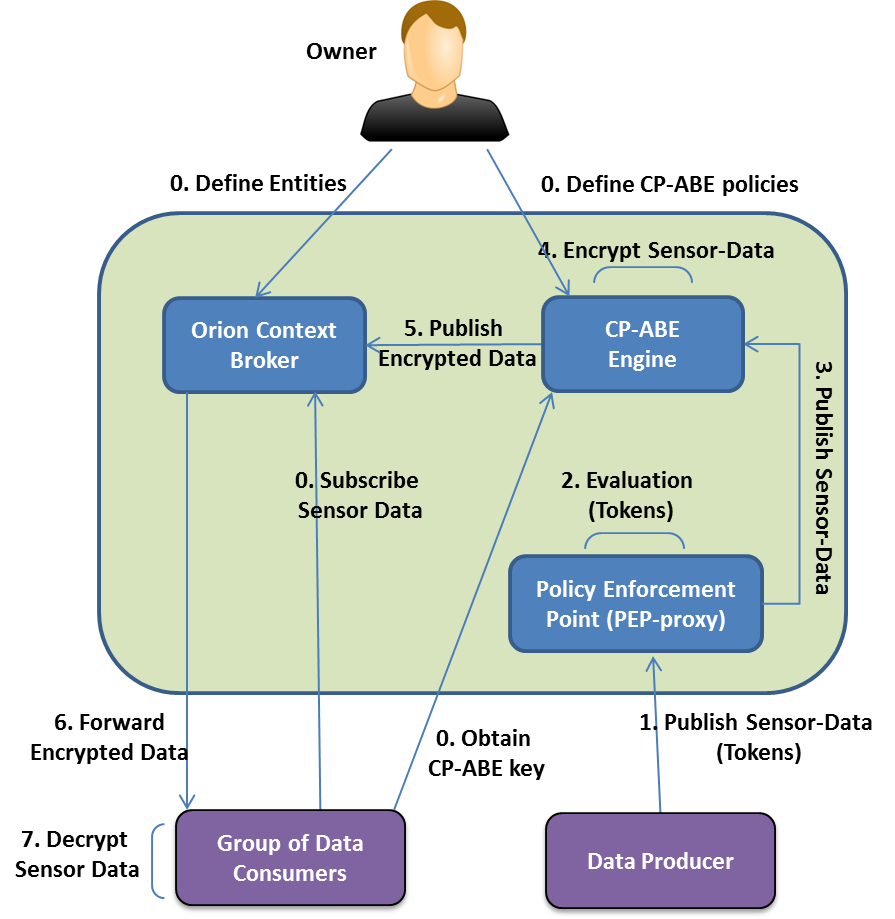 Owner
0. Define Entities
0. Define CP-ABE policies
4. Encrypt Sensor-Data
Orion Context
Broker
5. Publish
Encrypted Data
CP-ABE
Engine
3. Publish Sensor-Data
0. Subscribe
Sensor Data
2. Evaluation
(Tokens)
Policy Enforcement
Point (PEP-proxy)
6. Forward
Encrypted Data
0. Obtain
CP-ABE key
1. Publish Sensor-Data
(Tokens)
7. Decrypt
Sensor Data
Group of Data
Consumers
Data Producer